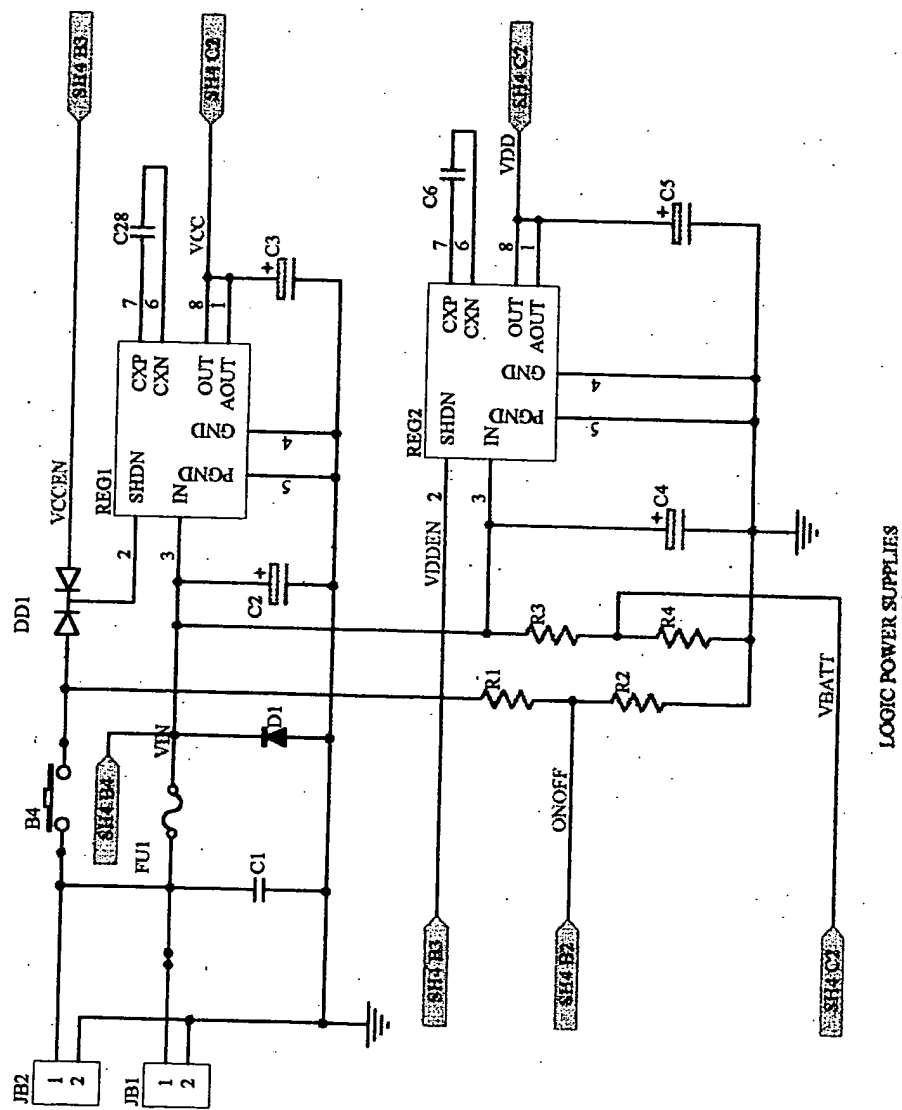 SH4 B3
SH4 C2
VCCEN
DD1
B4
JB2
1
2
C28
7
6
VCC
REG1
SHDN
CXP
CXN
IN
OUT
AOUT
GND
PGND
2
3
8
1
4
5
C3
+
C2
+
SH4 B4
VIN
FU1
D1
C1
JB1
1
2
C6
7
6
VDD
SH4 C2
REG2
SHDN
CXP
CXN
IN
OUT
AOUT
GND
PGND
2
3
8
1
4
5
C5
+
C4
+
VDDEN
SH4 B3
R1
R2
R3
R4
ONOFF
SH4 B2
VBATT
SH4 C2
LOGIC POWER SUPPLIES